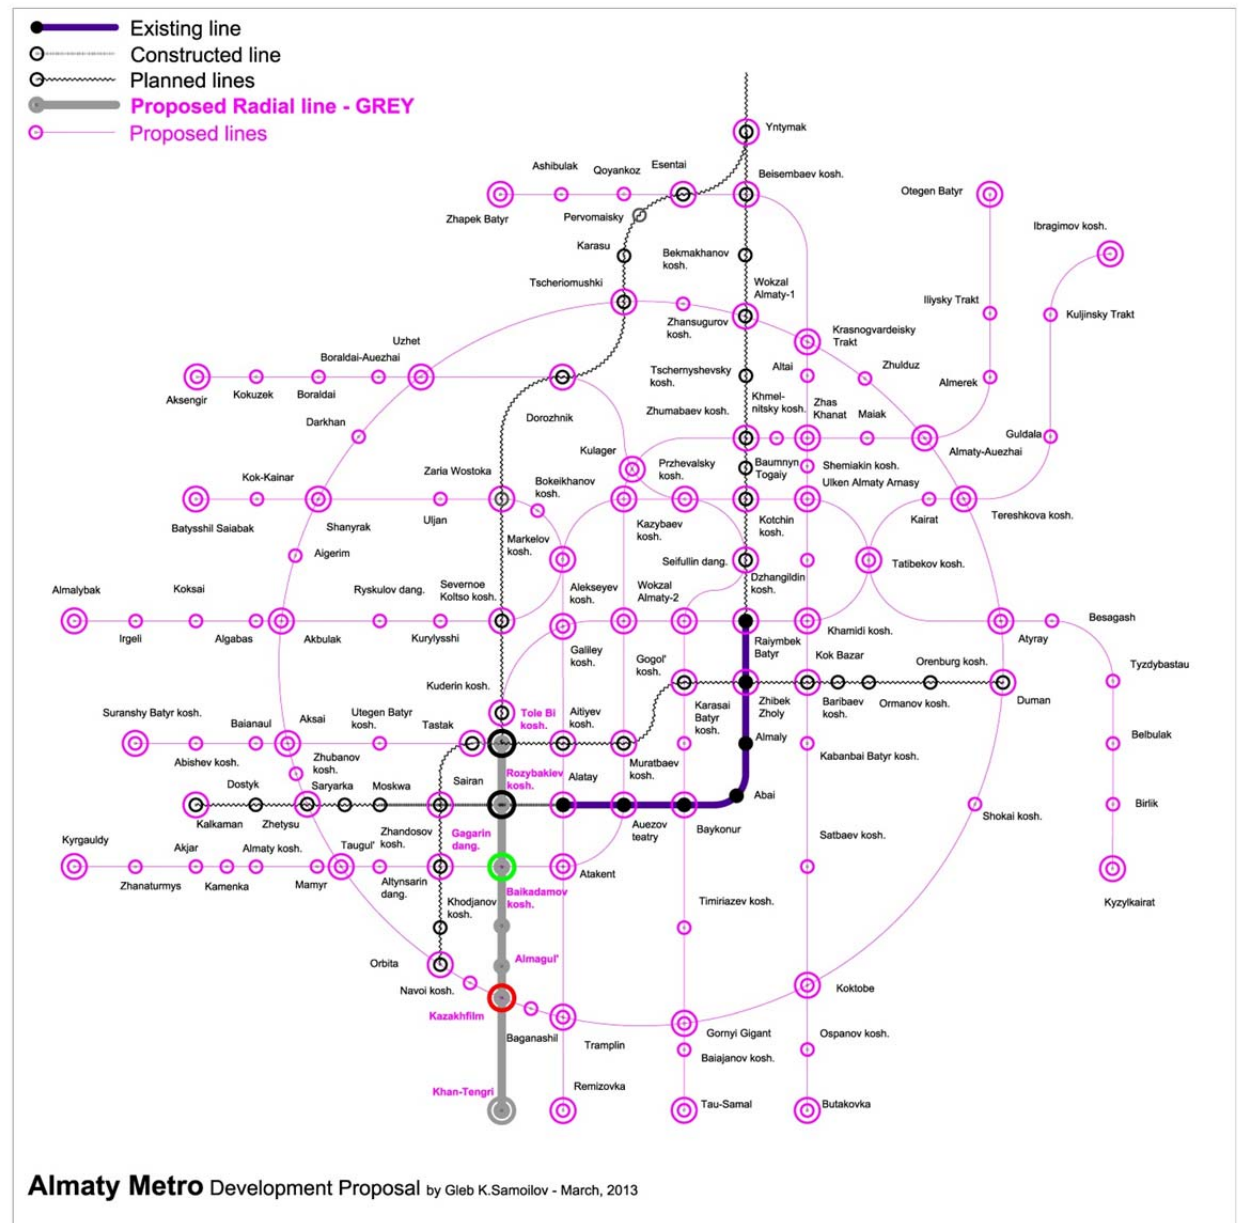 Existing line
Constructed line
Planned lines
Proposed Radial line - GREY
Proposed lines
Yntymak
Ashibulak
Qoyankoz
Esentai
Beisembaev kosh.
Otegen Batyr
Zhapek Batyr
Pervomaisky
Ibragimov kosh.
Karasu
Bekmakhanov
kosh.
Tscheriomushki
Wokzal
Almaty-1
Iliysky Trakt
Kuljinsky Trakt
Zhansugurov
kosh.
Krasnogvardeisky
Trakt
Uzhet
Boraldai-Auezhai
Aksengir
Kokuzek
Boraldai
Tschernyshevsky
kosh.
Altai
Zhulduz
Almerek
Darkhan
Dorozhnik
Zhumabaev kosh.
Khmel-
nitsky kosh.
Zhas
Khanat
Maiak
Guldala
Almaty-Auezhai
Kulager
Zaria Wostoka
Przhevalsky
kosh.
Baumnyn
Togaiy
Shemiakin kosh.
Kok-Kainar
Bokeikhanov
kosh.
Ulken Almaty Arnasy
Batysshil Saiabak
Shanyrak
Uljan
Kazybaev
kosh.
Kotchin
kosh.
Kairat
Tereshkova kosh.
Markelov
kosh.
Aigerim
Seifullin dang.
Tatibekov kosh.
Almalybak
Koksai
Ryskulov dang.
Severnoe
Koltso kosh.
Alekseyev
kosh.
Wokzal
Almaty-2
Dzhangildin
kosh.
Irgeli
Algabas
Akbulak
Kurylysshi
Galiley
kosh.
Raiymbek
Batyr
Khamidi kosh.
Atyray
Besagash
Gogol'
kosh.
Kok Bazar
Orenburg kosh.
Tyzdybastau
Kuderin kosh.
Karasai
Batyr
kosh.
Zhibek
Zholy
Baribaev
kosh.
Ormanov kosh.
Duman
Suranshy Batyr kosh.
Baianaul
Aksai
Utegen Batyr
kosh.
Tastak
Tole Bi
kosh.
Aitiyev
kosh.
Almaly
Belbulak
Abishev kosh.
Zhubanov
kosh.
Muratbaev
kosh.
Kabanbai Batyr kosh.
Dostyk
Saryarka
Moskwa
Sairan
Rozybakiev
kosh.
Alatay
Abai
Birlik
Kalkaman
Zhetysu
Zhandosov
kosh.
Gagarin
dang.
Auezov
teatry
Baykonur
Satbaev kosh.
Shokai kosh.
Kyrgauldy
Akjar
Almaty kosh.
Taugul'
Zhanaturmys
Kamenka
Mamyr
Altynsarin
dang.
Baikadamov
kosh.
Atakent
Khodjanov
kosh.
Timiriazev kosh.
Kyzylkairat
Orbita
Almagul'
Navoi kosh.
Koktobe
Kazakhfilm
Baganashil
Tramplin
Gornyi Gigant
Ospanov kosh.
Baiajanov kosh.
Khan-Tengri
Remizovka
Tau-Samal
Butakovka
Almaty Metro Development Proposal by Gleb K.Samoilov - March, 2013